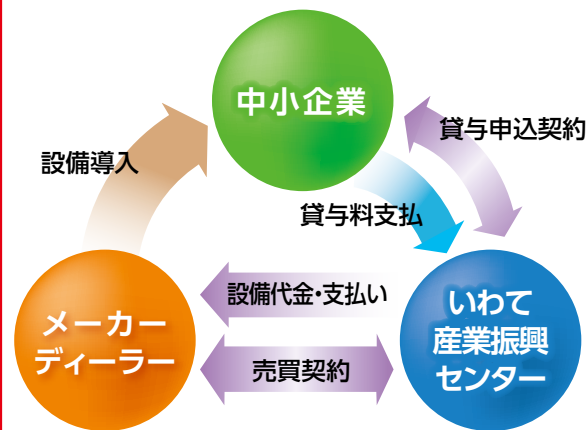 中小企業
貸与申込契約
設備導入
貸与料支払
設備代金・支払い
いわて
産業振興
センター
メーカー
ディーラー
売買契約